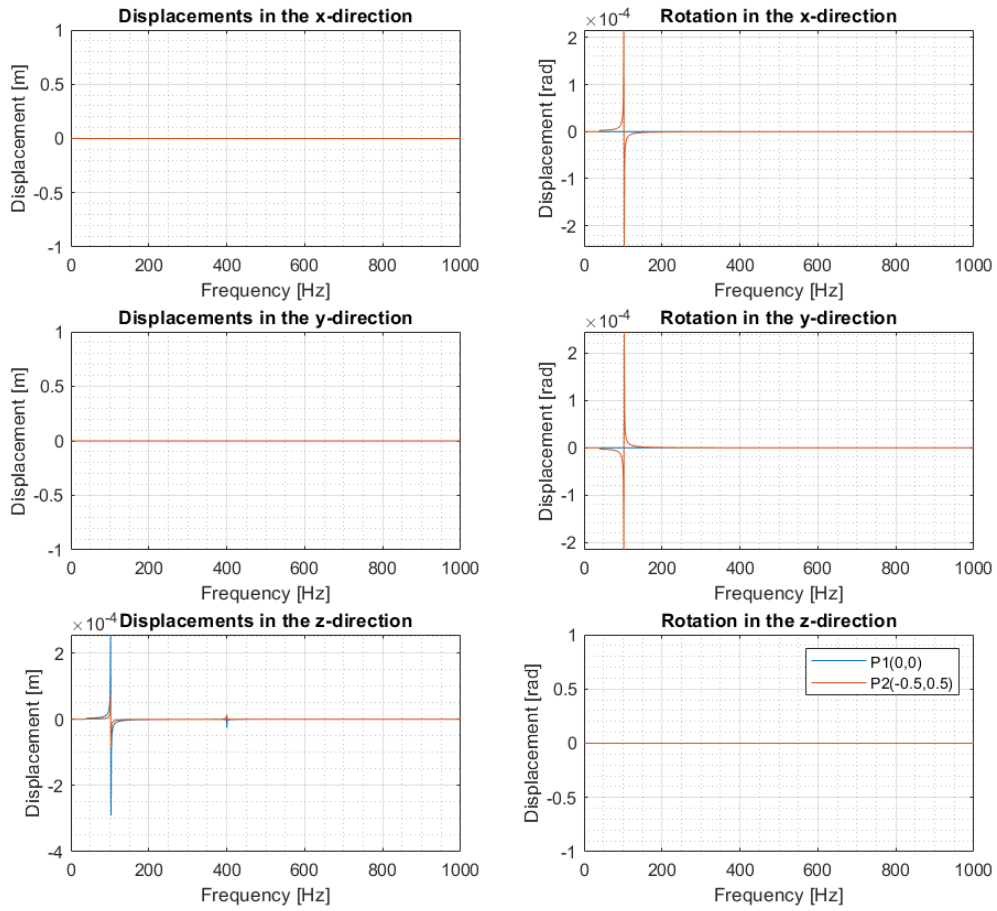 Displacements in the x-direction
Displacement [m]
1
0.5
0
-0.5
-1
0 200 400 600 800 1000
Frequency [Hz]
×10⁻⁴
Rotation in the x-direction
Displacement [rad]
2
1
0
-1
-2
0 200 400 600 800 1000
Frequency [Hz]
Displacements in the y-direction
Displacement [m]
1
0.5
0
-0.5
-1
0 200 400 600 800 1000
Frequency [Hz]
×10⁻⁴
Rotation in the y-direction
Displacement [rad]
2
1
0
-1
-2
0 200 400 600 800 1000
Frequency [Hz]
×10⁻⁴
Displacements in the z-direction
Displacement [m]
2
0
-2
-4
0 200 400 600 800 1000
Frequency [Hz]
Rotation in the z-direction
Displacement [rad]
1
0.5
0
-0.5
-1
P1(0,0)
P2(-0.5,0.5)
0 200 400 600 800 1000
Frequency [Hz]